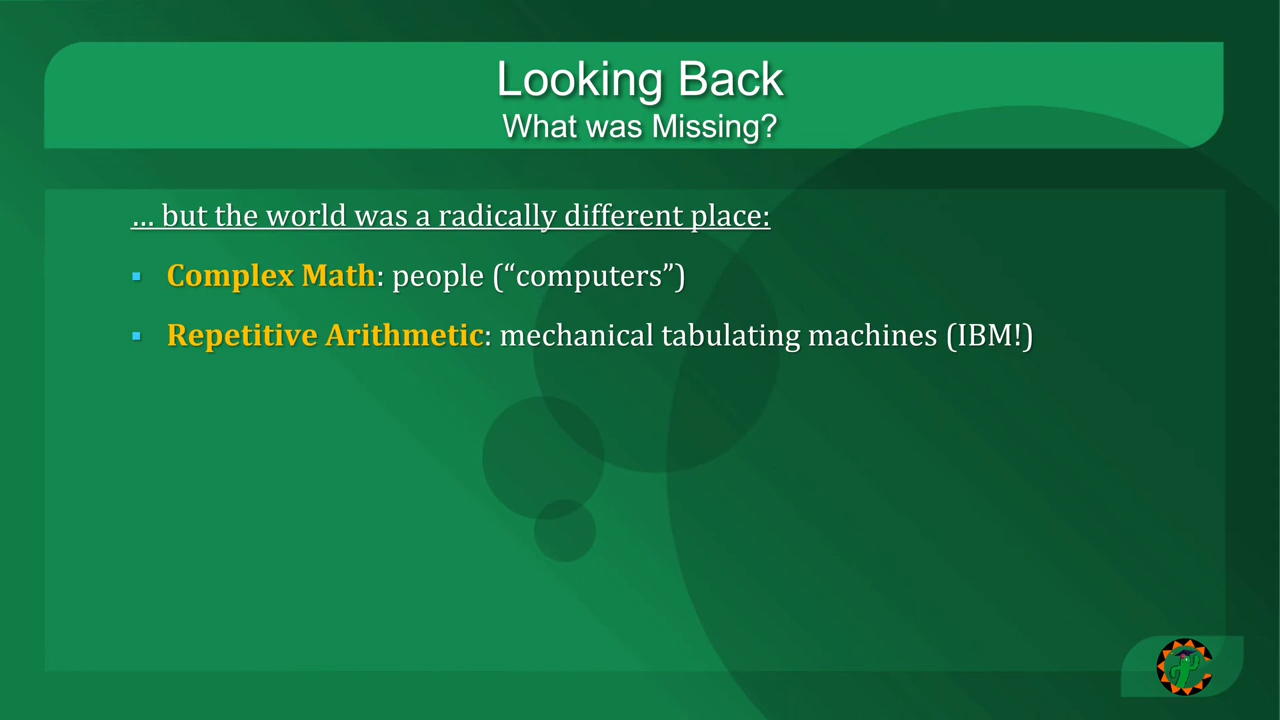 Looking Back
What was Missing?
… but the world was a radically different place:
▪ Complex Math: people (“computers”)
▪ Repetitive Arithmetic: mechanical tabulating machines (IBM!)